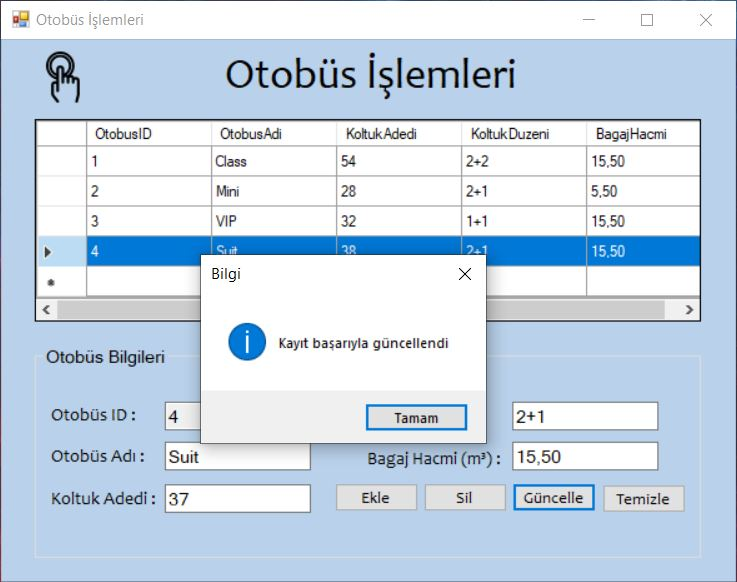 Otobüs İşlemleri
Otobüs İşlemleri
OtobusID OtobusAdi KoltukAdedi KoltukDuzeni BagajHacmi
1 Class 54 2+2 15,50
2 Mini 28 2+1 5,50
3 VIP 32 1+1 15,50
4 Suit 38 2+1 15,50
Bilgi
Kayıt başarıyla güncellendi
Tamam
Otobüs Bilgileri
Otobüs ID : 4 2+1
Otobüs Adı : Suit Bagaj Hacmi (m³) : 15,50
Koltuk Adedi : 37 Ekle Sil Güncelle Temizle